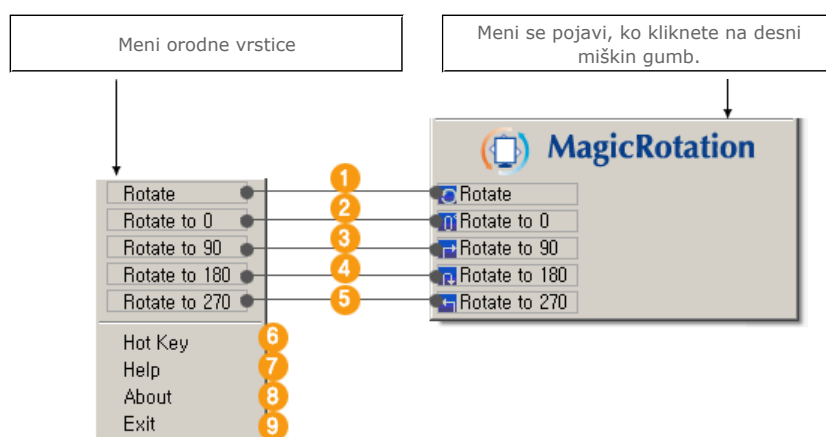 Meni orodne vrstice
Meni se pojavi, ko kliknete na desni
miškin gumb.
MagicRotation
Rotate 1 Rotate
Rotate to 0 2 Rotate to 0
Rotate to 90 3 Rotate to 90
Rotate to 180 4 Rotate to 180
Rotate to 270 5 Rotate to 270
Hot Key 6
Help 7
About 8
Exit 9